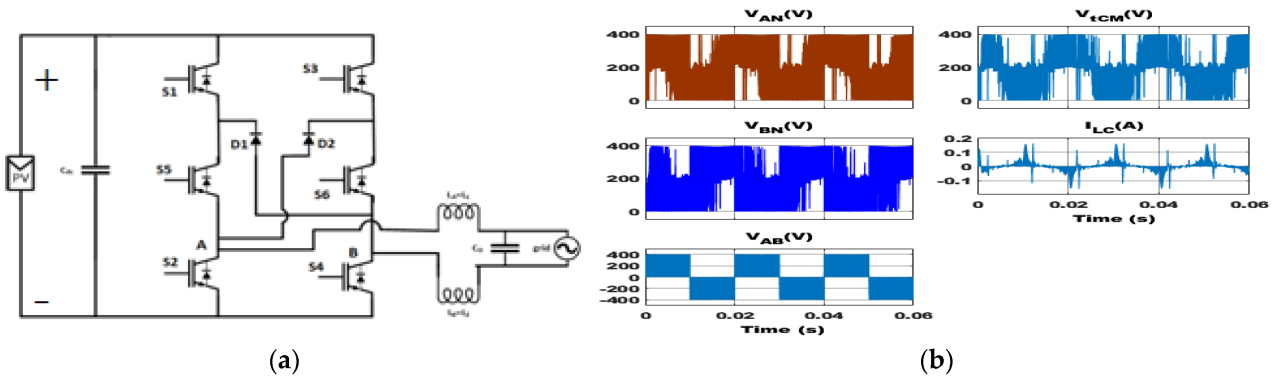 +
PV
S1
S3
D1
D2
S5
S6
A
B
S2
S4
grid
−
(a)
V_AN(V)
400
200
0
V_BN(V)
400
200
0
V_AB(V)
400
200
0
-200
-400
0 0.02 0.04 0.06
Time (s)
V_tCM(V)
400
200
0
I_LC(A)
0.2
0.1
0
-0.1
0 0.02 0.04 0.06
Time (s)
(b)